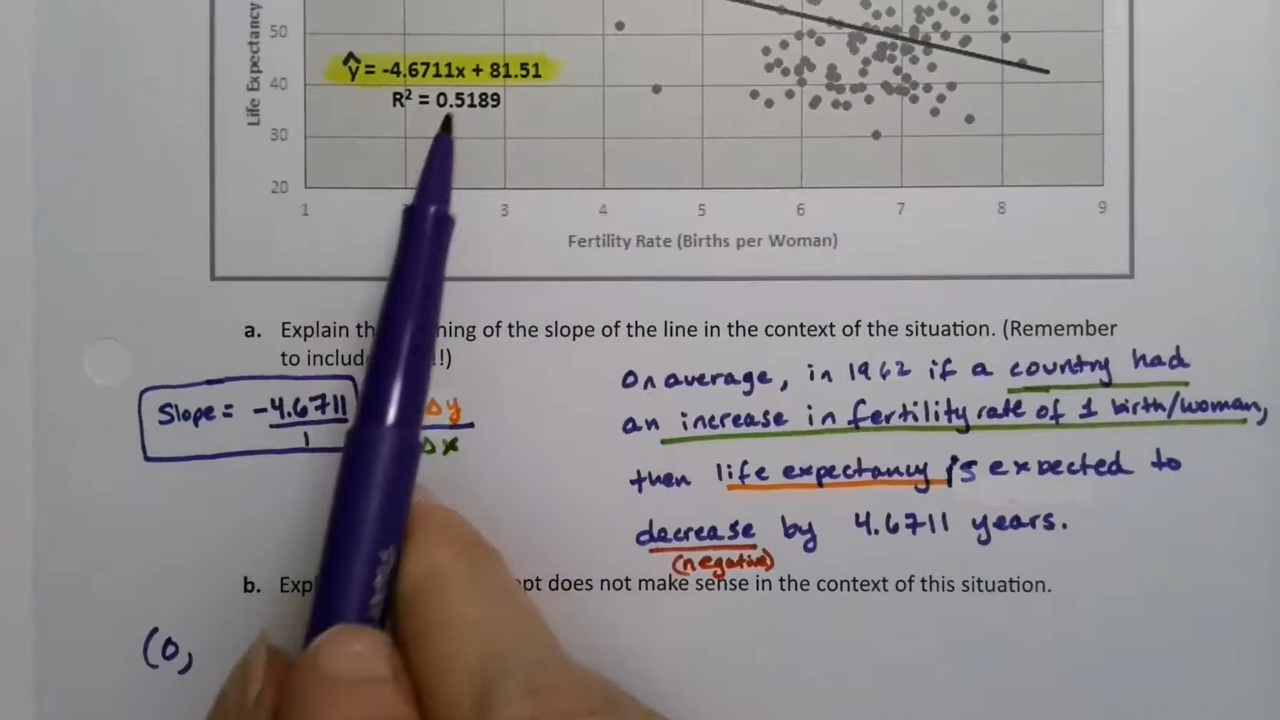 Life Expectancy
50
40
30
20
ŷ = -4.6711x + 81.51
R² = 0.5189
1 3 4 5 6 7 8 9
Fertility Rate (Births per Woman)
a. Explain th ning of the slope of the line in the context of the situation. (Remember
to includ !!)
Slope = -4.6711
1
Δy
Δx
On average, in 1962 if a country had
an increase in fertility rate of 1 birth/woman,
then life expectancy is expected to
decrease by 4.6711 years.
(negative)
b. Exp pt does not make sense in the context of this situation.
(0,